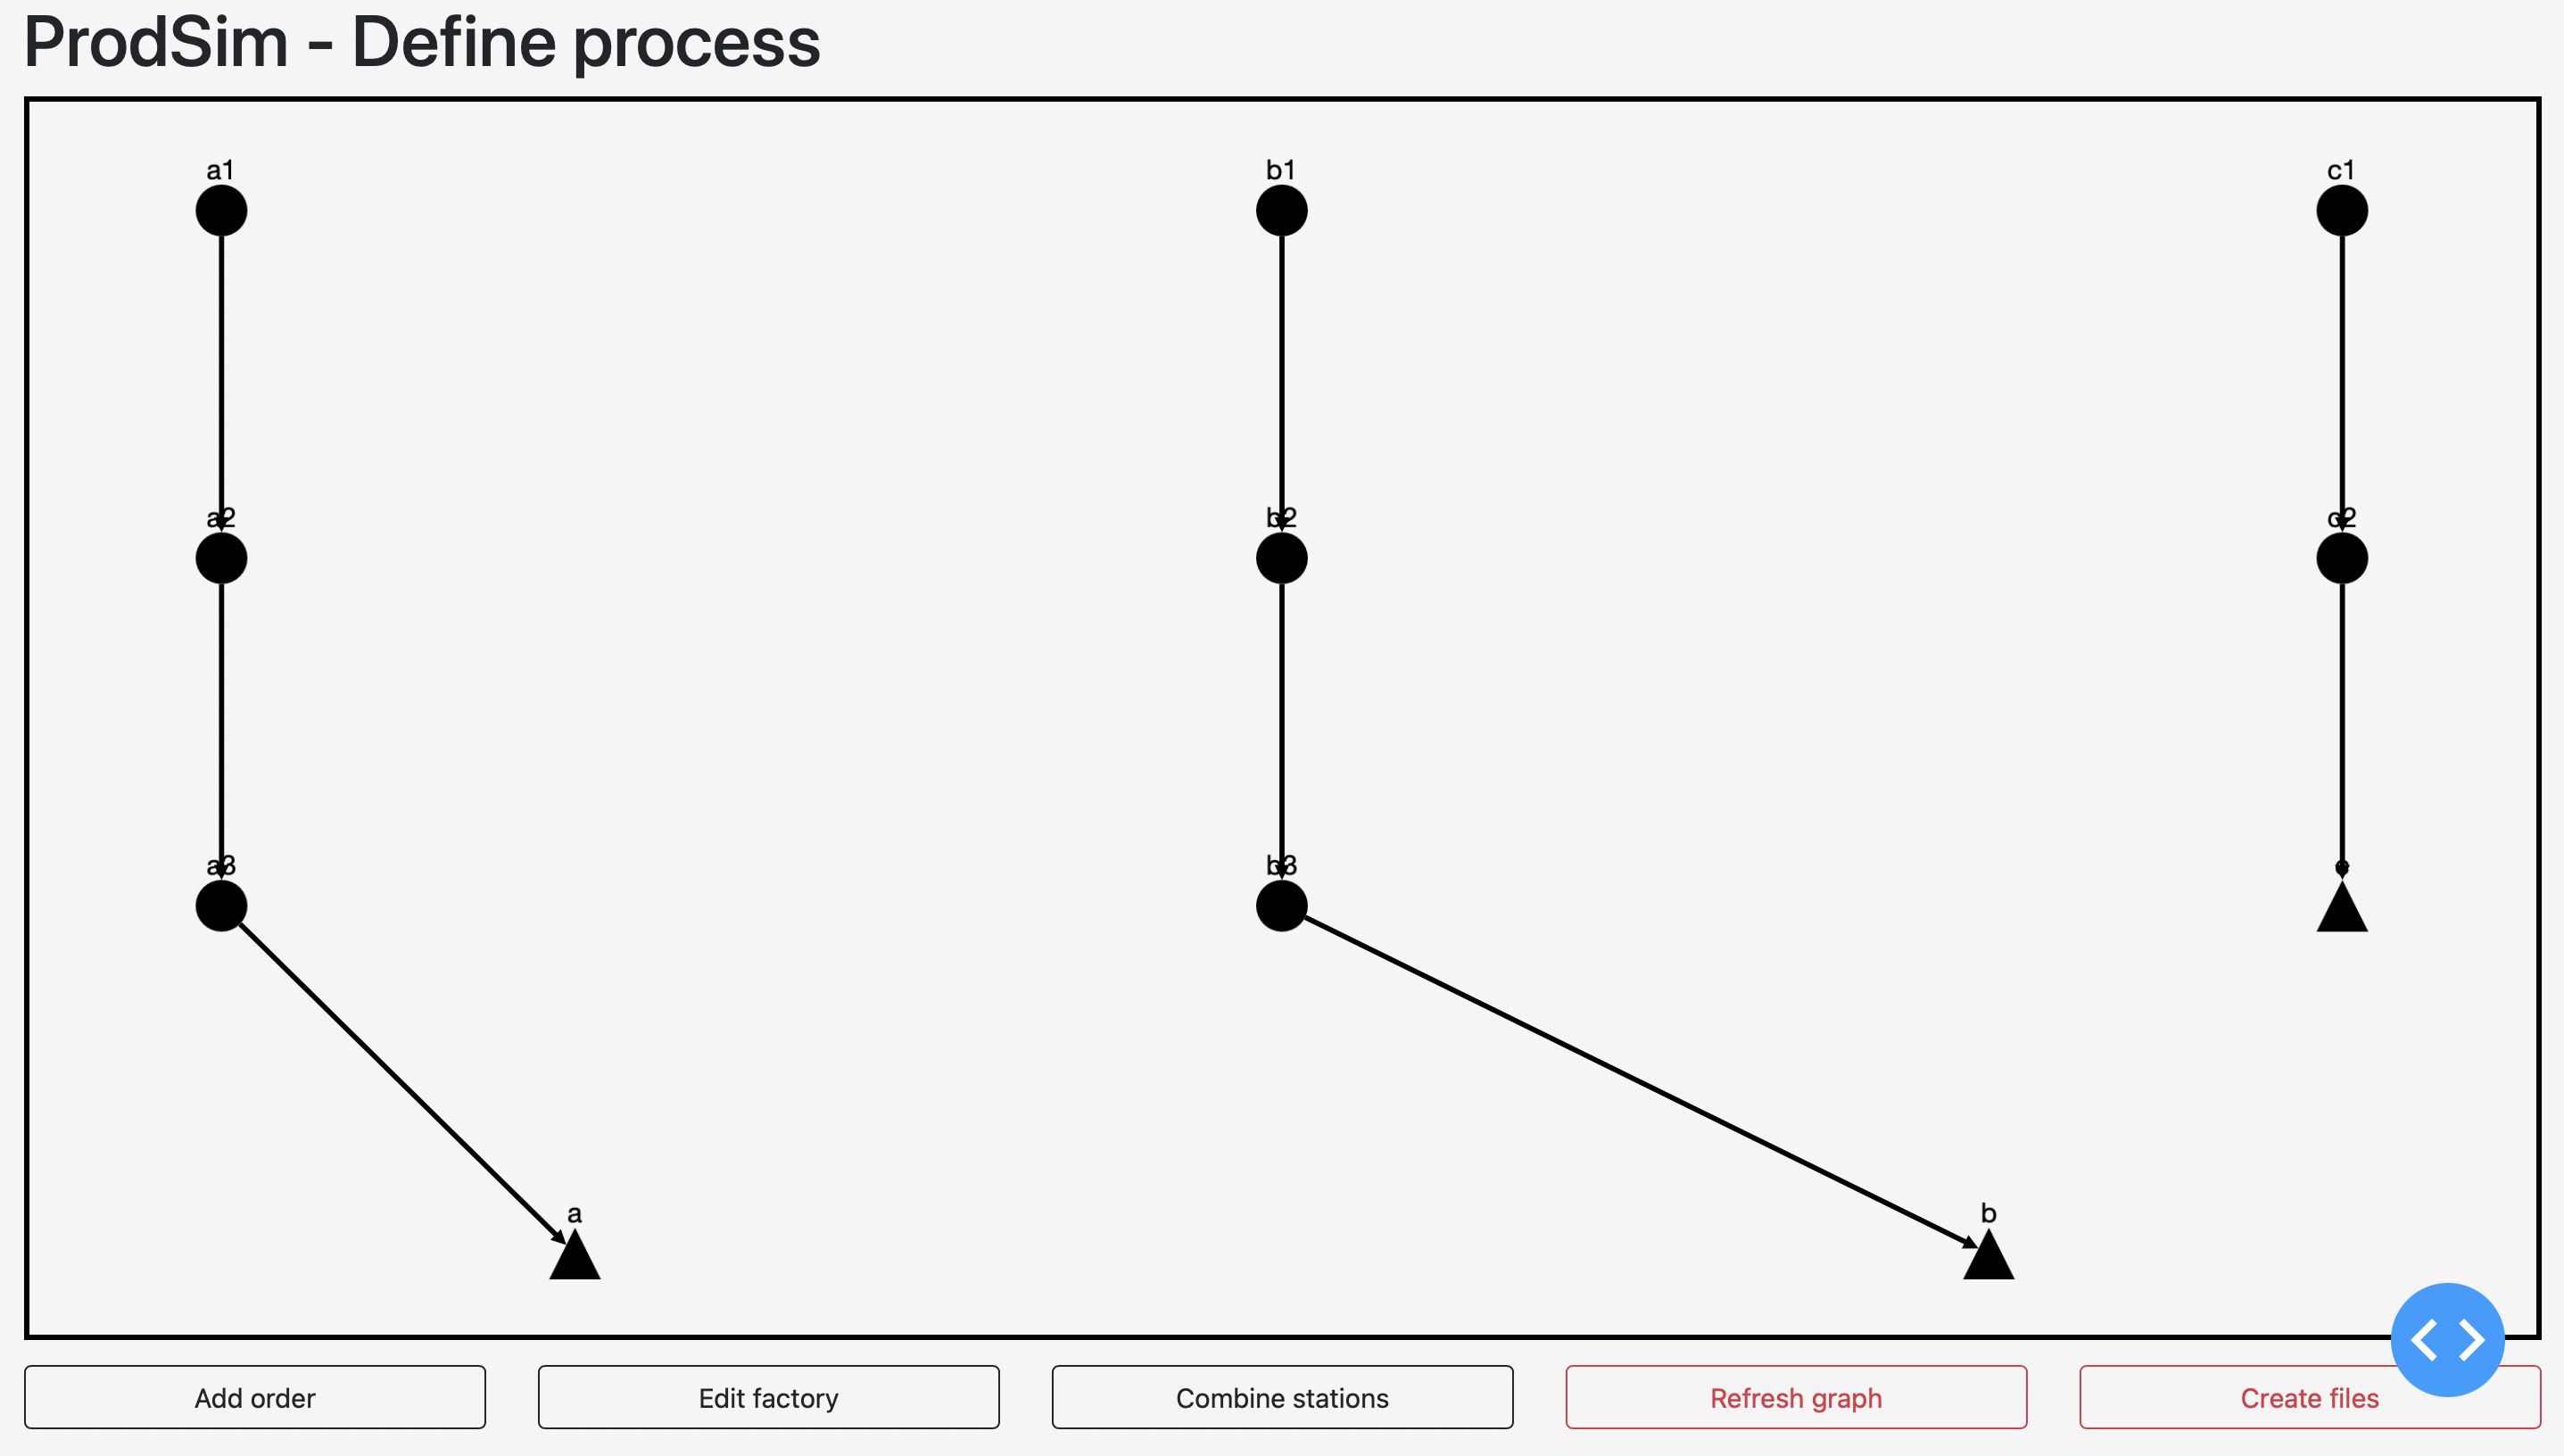 ProdSim - Define process
a1 b1 c1
a2 b2 c2
a3 b3 c
a b
Add order Edit factory Combine stations Refresh graph Create files